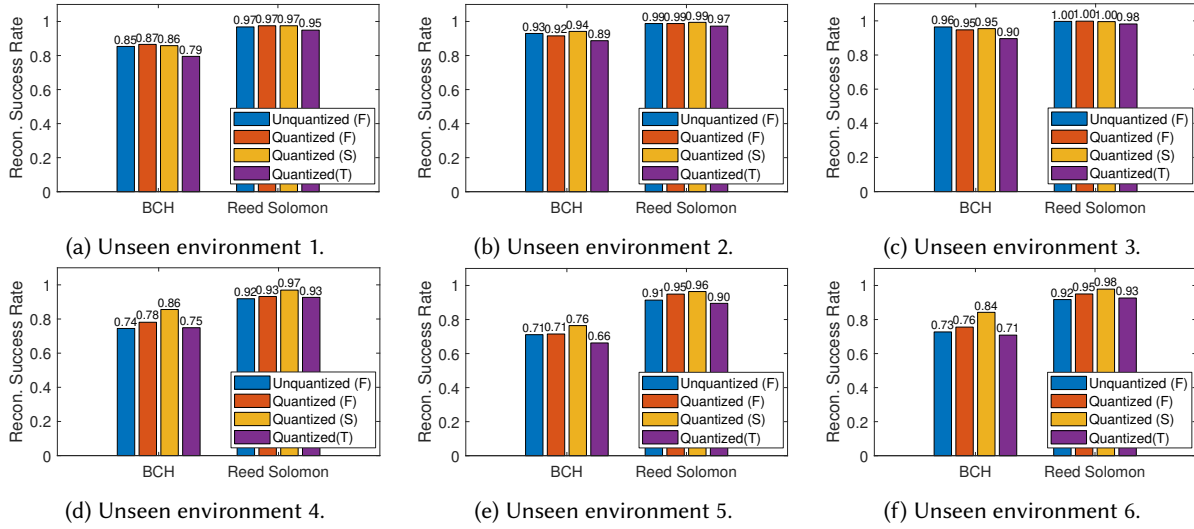 Recon. Success Rate
1
0.8
0.6
0.4
0.2
0
0.85 0.87 0.86 0.79
0.97 0.97 0.97 0.95
Unquantized (F)
Quantized (F)
Quantized (S)
Quantized(T)
BCH Reed Solomon
(a) Unseen environment 1.
Recon. Success Rate
1
0.8
0.6
0.4
0.2
0
0.93 0.92 0.94 0.89
0.99 0.99 0.99 0.97
Unquantized (F)
Quantized (F)
Quantized (S)
Quantized(T)
BCH Reed Solomon
(b) Unseen environment 2.
Recon. Success Rate
1
0.8
0.6
0.4
0.2
0
0.96 0.95 0.95 0.90
1.00 1.00 1.00 0.98
Unquantized (F)
Quantized (F)
Quantized (S)
Quantized(T)
BCH Reed Solomon
(c) Unseen environment 3.
Recon. Success Rate
1
0.8
0.6
0.4
0.2
0
0.74 0.78 0.86 0.75
0.92 0.93 0.97 0.93
Unquantized (F)
Quantized (F)
Quantized (S)
Quantized(T)
BCH Reed Solomon
(d) Unseen environment 4.
Recon. Success Rate
1
0.8
0.6
0.4
0.2
0
0.71 0.71 0.76 0.66
0.91 0.95 0.96 0.90
Unquantized (F)
Quantized (F)
Quantized (S)
Quantized(T)
BCH Reed Solomon
(e) Unseen environment 5.
Recon. Success Rate
1
0.8
0.6
0.4
0.2
0
0.73 0.76 0.84 0.71
0.92 0.95 0.98 0.93
Unquantized (F)
Quantized (F)
Quantized (S)
Quantized(T)
BCH Reed Solomon
(f) Unseen environment 6.